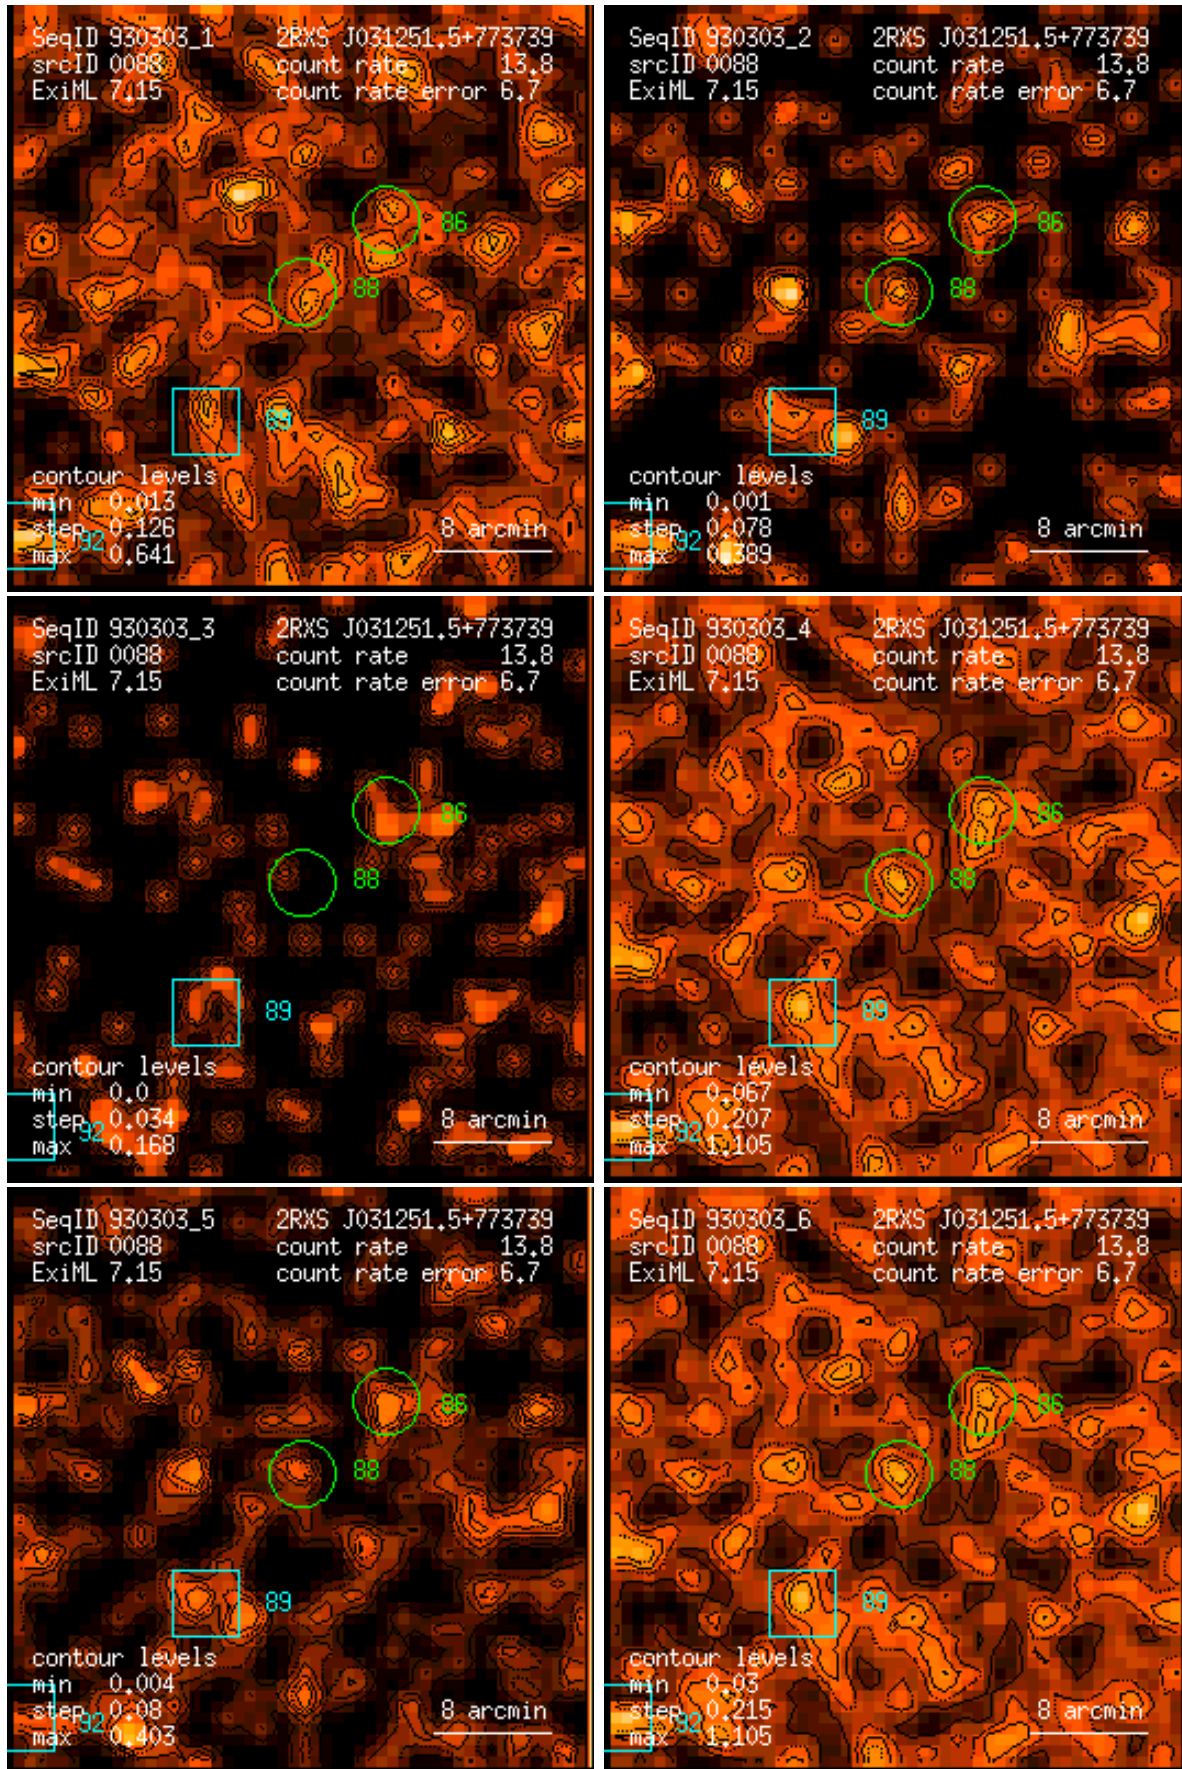 SeqID 930303_1 2RXS J031251.5+773739
srcID 0088 count rate 13.8
ExiML 7.15 count rate error 6.7
86
88
89
contour levels
min 0.013
step 0.126
92
max 0.641
8 arcmin
SeqID 930303_2 2RXS J031251.5+773739
srcID 0088 count rate 13.8
ExiML 7.15 count rate error 6.7
86
88
89
contour levels
min 0.001
step 0.078
92
max 0.389
8 arcmin
SeqID 930303_3 2RXS J031251.5+773739
srcID 0088 count rate 13.8
ExiML 7.15 count rate error 6.7
86
88
89
contour levels
min 0.0
step 0.034
92
max 0.168
8 arcmin
SeqID 930303_4 2RXS J031251.5+773739
srcID 0088 count rate 13.8
ExiML 7.15 count rate error 6.7
86
88
89
contour levels
min 0.067
step 0.207
92
max 1.105
8 arcmin
SeqID 930303_5 2RXS J031251.5+773739
srcID 0088 count rate 13.8
ExiML 7.15 count rate error 6.7
86
88
89
contour levels
min 0.004
step 0.08
92
max 0.403
8 arcmin
SeqID 930303_6 2RXS J031251.5+773739
srcID 0088 count rate 13.8
ExiML 7.15 count rate error 6.7
86
88
89
contour levels
min 0.03
step 0.215
92
max 1.105
8 arcmin